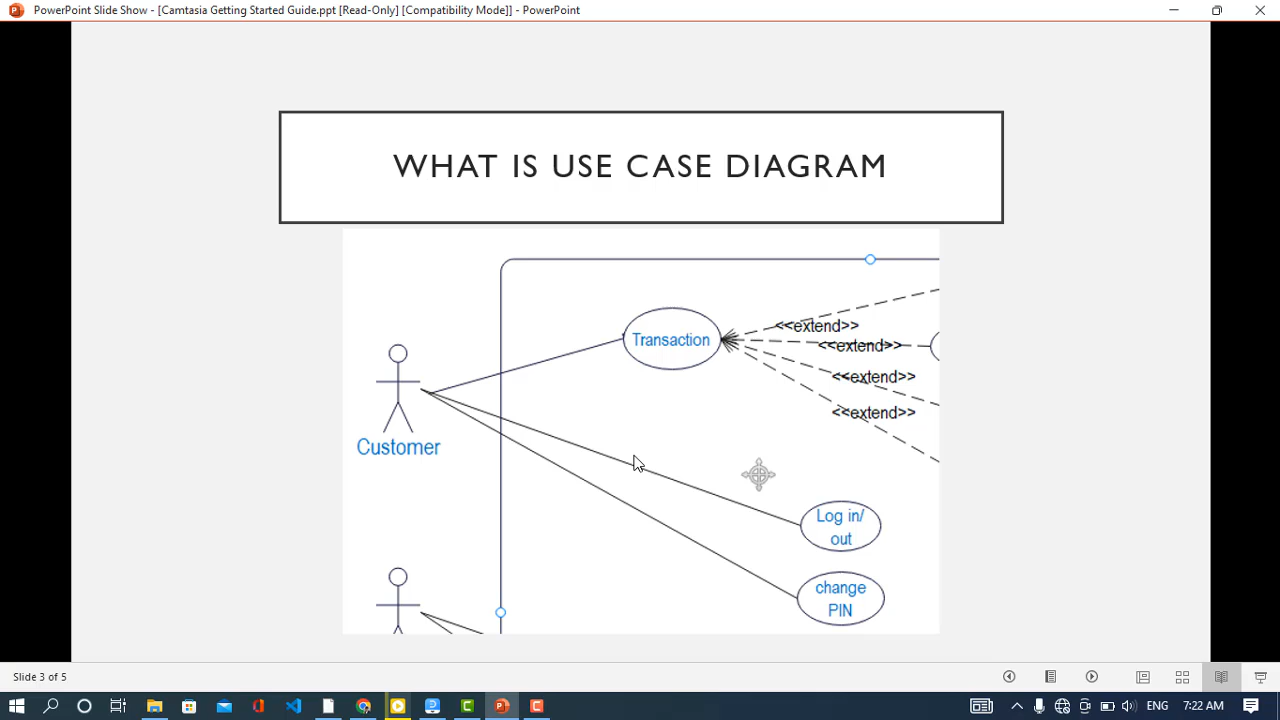 PowerPoint Slide Show - [Camtasia Getting Started Guide.ppt [Read-Only] [Compatibility Mode]] - PowerPoint
WHAT IS USE CASE DIAGRAM
Transaction
<<extend>>
<<extend>>
<<extend>>
<<extend>>
Customer
Log in/
out
change
PIN
Slide 3 of 5
ENG
7:22 AM